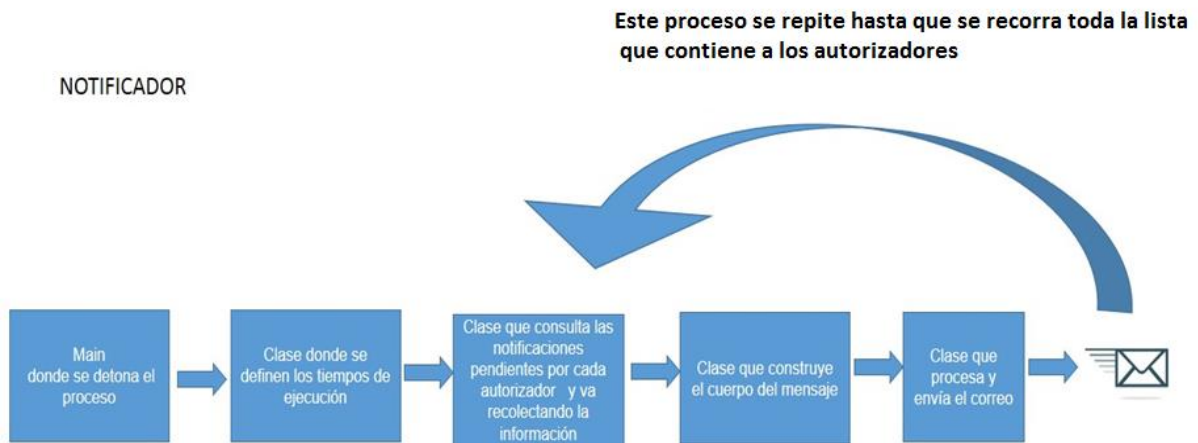 Este proceso se repite hasta que se recorra toda la lista
que contiene a los autorizadores
NOTIFICADOR
Main
donde se detona el
proceso
Clase donde se
definen los tiempos de
ejecución
Clase que consulta las
notificaciones
pendientes por cada
autorizador y va
recolectando la
información
Clase que construye
el cuerpo del mensaje
Clase que
procesa y
envía el correo